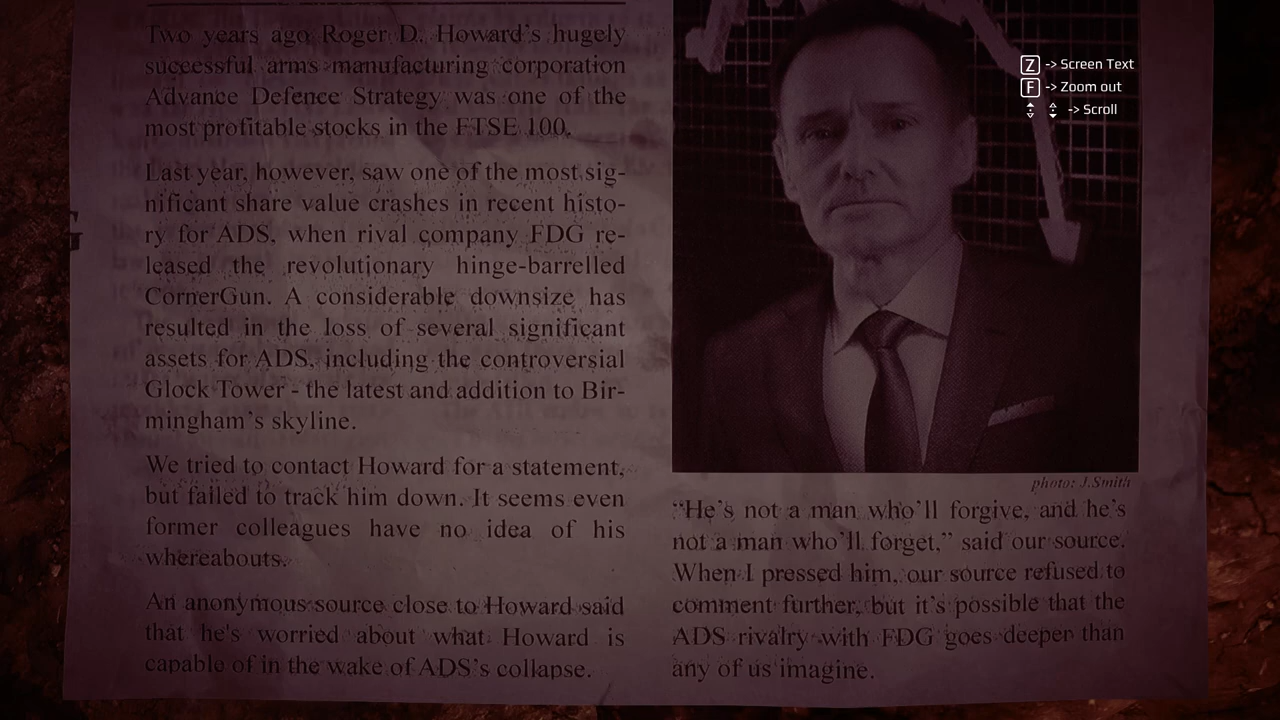 Two years ago Roger D. Howard's hugely
successful arms manufacturing corporation
Advance Defence Strategy was one of the
most profitable stocks in the FTSE 100.
Last year, however, saw one of the most sig-
nificant share value crashes in recent histo-
ry for ADS, when rival company FDG re-
leased the revolutionary hinge-barrelled
CornerGun. A considerable downsize has
resulted in the loss of several significant
assets for ADS, including the controversial
Glock Tower - the latest and addition to Bir-
mingham's skyline.
We tried to contact Howard for a statement,
but failed to track him down. It seems even
former colleagues have no idea of his
whereabouts.
An anonymous source close to Howard said
that he's worried about what Howard is
capable of in the wake of ADS's collapse.
photo: J.Smith
“He's not a man who'll forgive, and he's
not a man who'll forget,” said our source.
When I pressed him, our source refused to
comment further, but it's possible that the
ADS rivalry with FDG goes deeper than
any of us imagine.
Z -> Screen Text
F -> Zoom out
-> Scroll